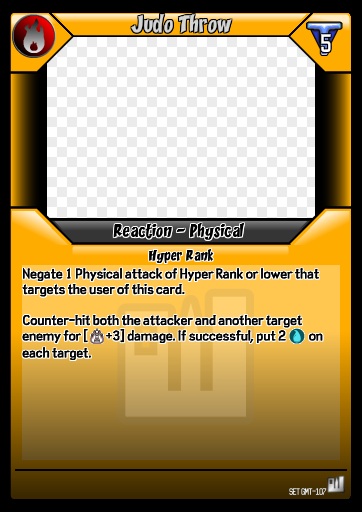 Judo Throw
5
Reaction - Physical
Hyper Rank
Negate 1 Physical attack of Hyper Rank or lower that
targets the user of this card.
Counter-hit both the attacker and another target
enemy for [ +3] damage. If successful, put 2 on
each target.
SET GMT-107